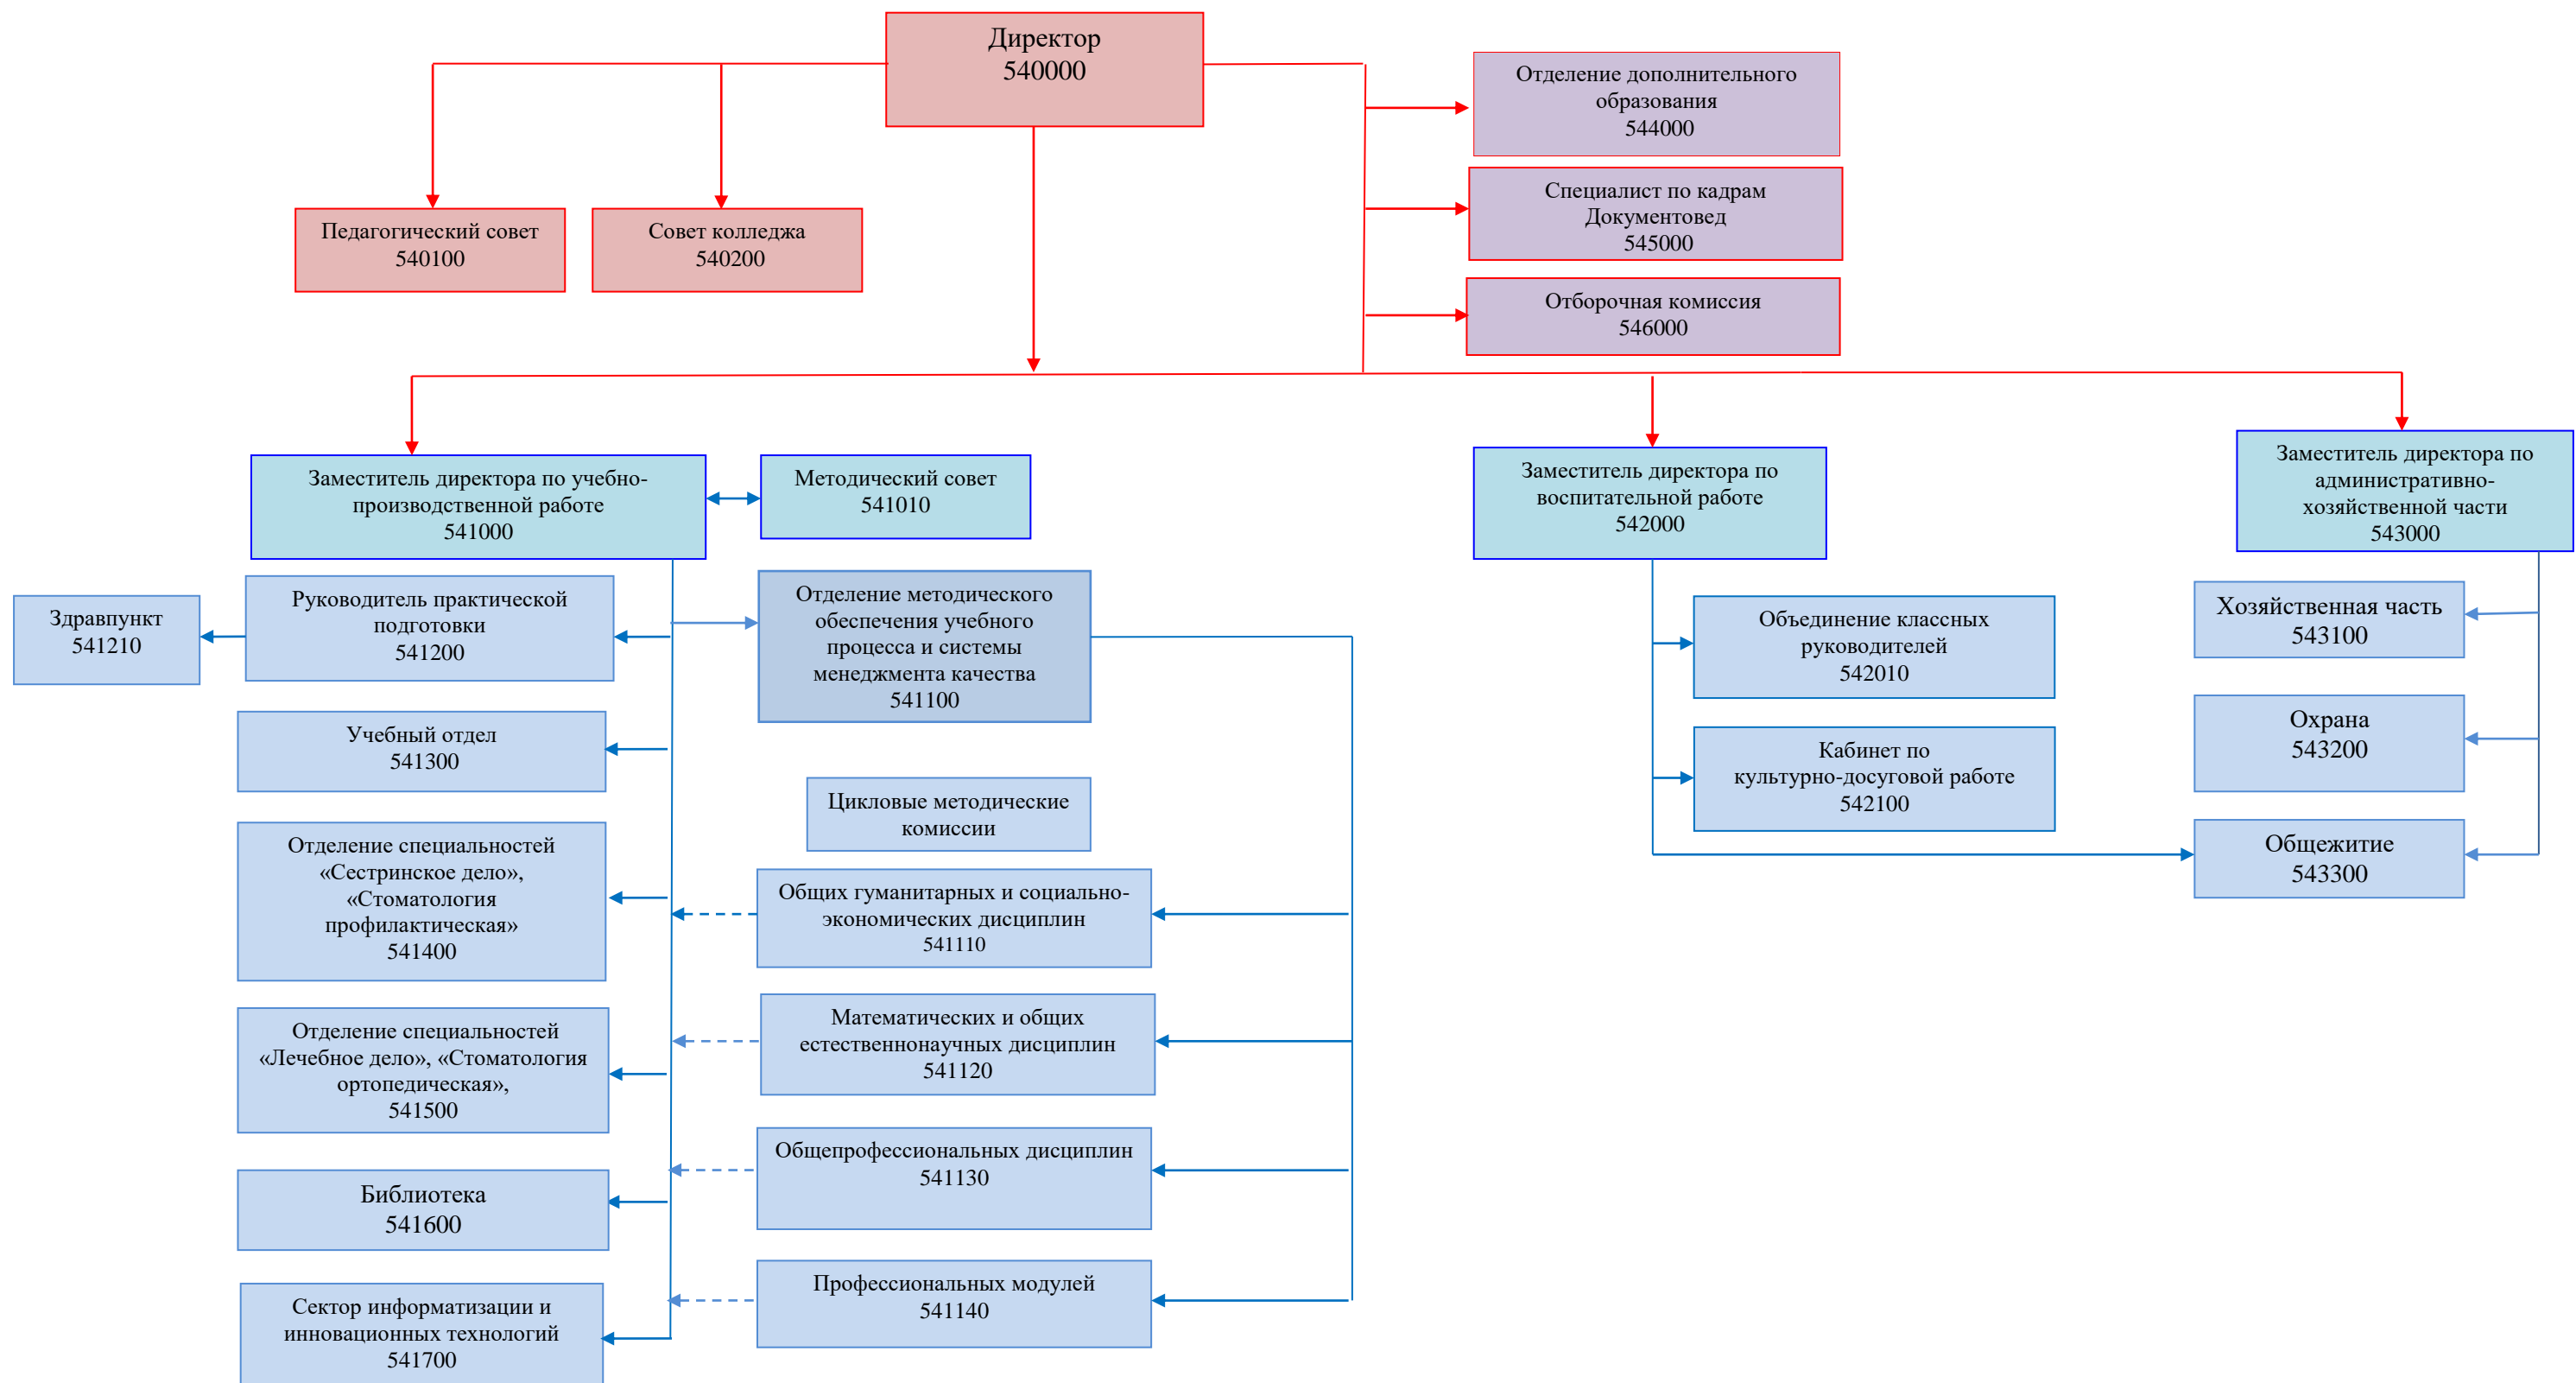 Директор
540000
Отделение дополнительного
образования
544000
Специалист по кадрам
Документовед
545000
Педагогический совет
540100
Совет колледжа
540200
Отборочная комиссия
546000
Заместитель директора по учебно-
производственной работе
541000
Методический совет
541010
Заместитель директора по
воспитательной работе
542000
Заместитель директора по
административно-
хозяйственной части
543000
Здравпункт
541210
Руководитель практической
подготовки
541200
Отделение методического
обеспечения учебного
процесса и системы
менеджмента качества
541100
Объединение классных
руководителей
542010
Хозяйственная часть
543100
Учебный отдел
541300
Кабинет по
культурно-досуговой работе
542100
Охрана
543200
Цикловые методические
комиссии
Общежитие
543300
Отделение специальностей
«Сестринское дело»,
«Стоматология
профилактическая»
541400
Общих гуманитарных и социально-
экономических дисциплин
541110
Отделение специальностей
«Лечебное дело», «Стоматология
ортопедическая»,
541500
Математических и общих
естественнонаучных дисциплин
541120
Библиотека
541600
Общепрофессиональных дисциплин
541130
Сектор информатизации и
инновационных технологий
541700
Профессиональных модулей
541140